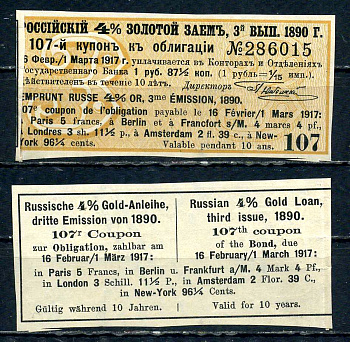 РОССІЙСКІЙ 4% ЗОЛОТОЙ ЗАЕМЪ, 3й ВЫП. 1890 Г.
107-й купонъ къ облигаціи № 286015
16 Февр./1 Марта 1917 г. уплачивается въ Конторахъ и Отдѣленіяхъ
Государственнаго Банка 1 руб. 87½ коп. (1 рубль = 1/15 имп.)
Дѣйствителенъ въ теченіе 10 лѣтъ. Директоръ
EMPRUNT RUSSE 4% OR, 3me ÉMISSION, 1890.
107e coupon de l'obligation payable le 16 Février/1 Mars 1917:
à Paris 5 francs, à Berlin et à Francfort s/M. 4 marcs 4 pf.,
à Londres 3 sh. 11½ p., à Amsterdam 2 flor. 39 c., à New-
York 96¼ cents. Valable pendant 10 ans. 107
Russische 4% Gold-Anleihe,
dritte Emission von 1890.
107r Coupon
zur Obligation, zahlbar am
16 Februar/1 März 1917:
Russian 4% Gold Loan,
third issue, 1890.
107th coupon
of the Bond, due
16 February/1 March 1917:
in Paris 5 Francs, in Berlin u. Frankfurt a/M. 4 Mark 4 Pf.,
in London 3 Schill. 11½ P., in Amsterdam 2 Flor. 39 C.,
in New-York 96¼ Cents.
Gültig während 10 Jahren. Valid for 10 years.